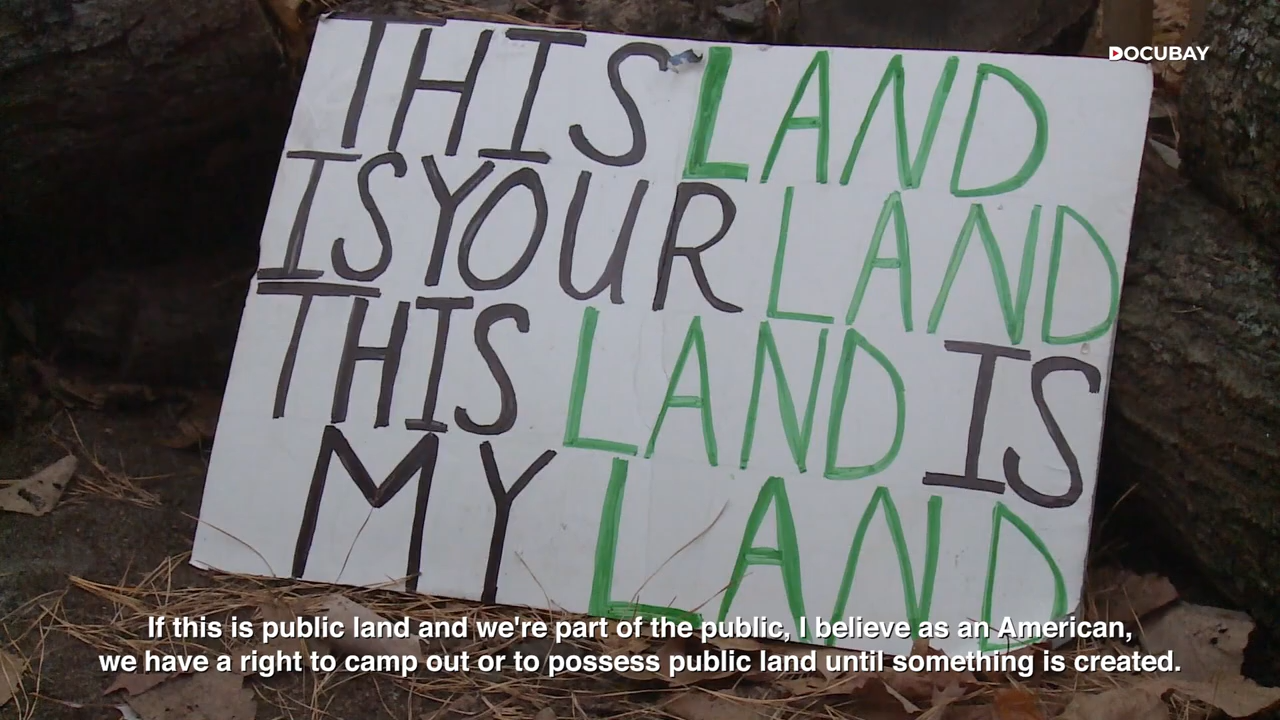 DOCUBAY
THIS LAND
IS YOUR LAND
THIS LAND IS
MY LAND
If this is public land and we're part of the public, I believe as an American,
we have a right to camp out or to possess public land until something is created.